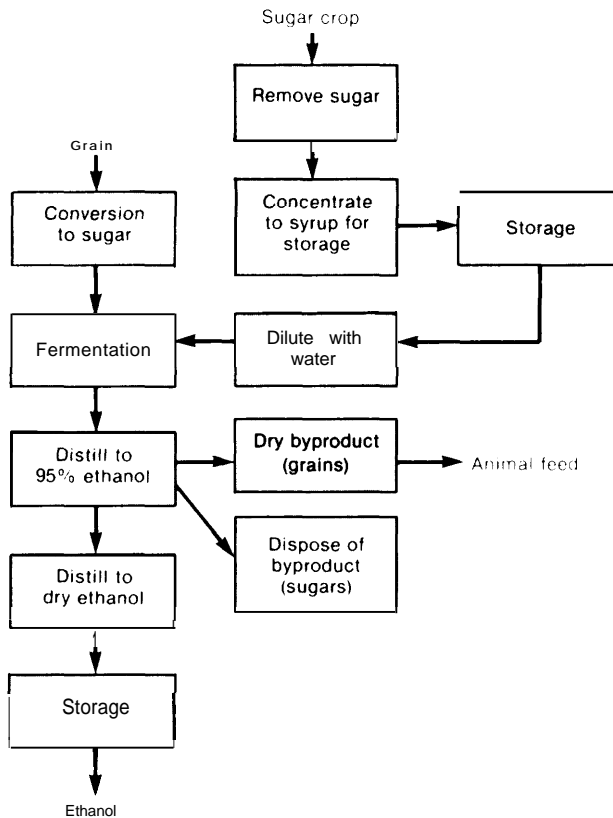 Sugar crop
Remove sugar
Grain
Conversion
to sugar
Concentrate
to syrup for
storage
Storage
Fermentation
Dilute with
water
Distill to
95% ethanol
Dry byproduct
(grains)
Animal feed
Dispose of
byproduct
(sugars)
Distill to
dry ethanol
Storage
Ethanol